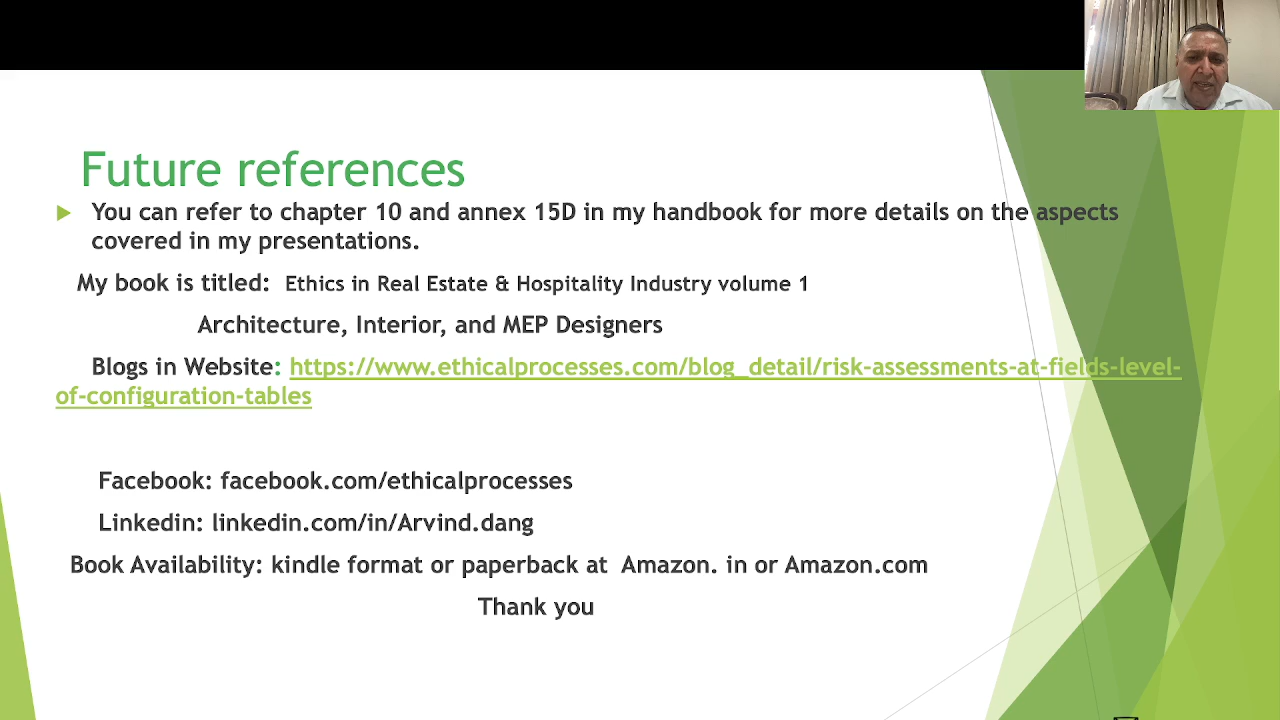 Future references
You can refer to chapter 10 and annex 15D in my handbook for more details on the aspects
covered in my presentations.
My book is titled: Ethics in Real Estate & Hospitality Industry volume 1
Architecture, Interior, and MEP Designers
Blogs in Website: https://www.ethicalprocesses.com/blog_detail/risk-assessments-at-fields-level-
of-configuration-tables
Facebook: facebook.com/ethicalprocesses
Linkedin: linkedin.com/in/Arvind.dang
Book Availability: kindle format or paperback at Amazon. in or Amazon.com
Thank you